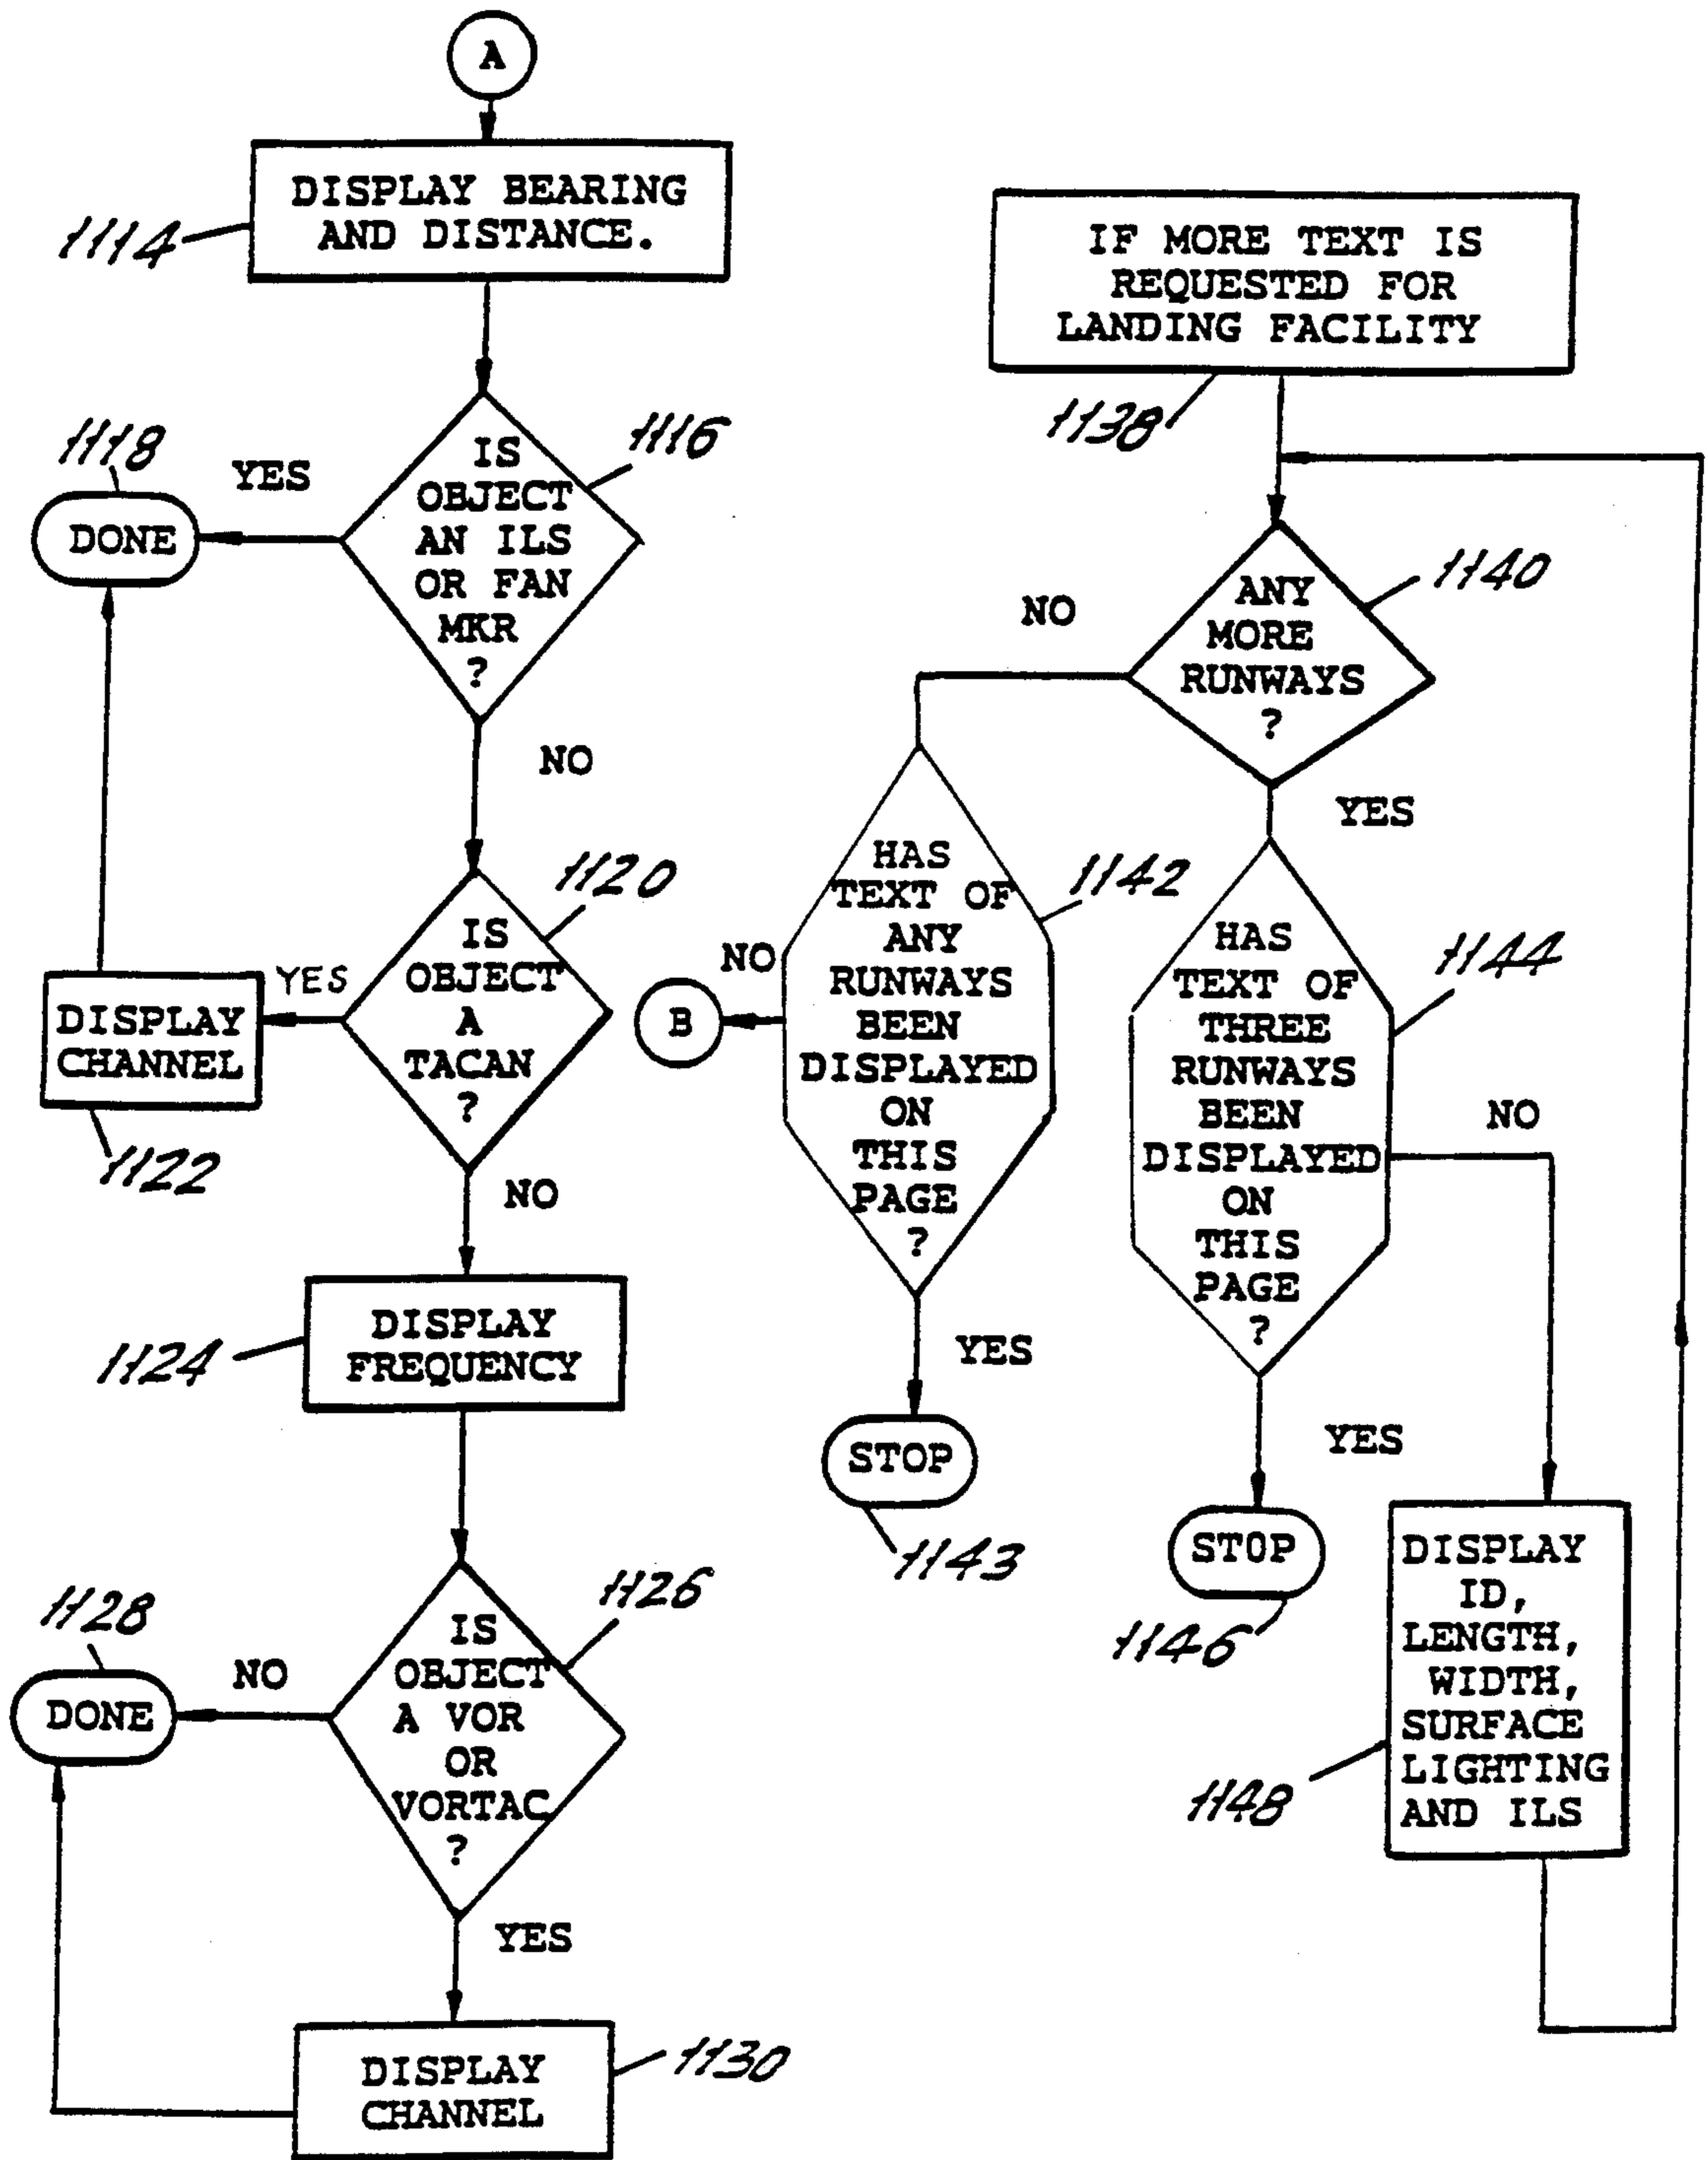 A
DISPLAY BEARING
AND DISTANCE.
1114
IS
OBJECT
AN ILS
OR FAN
MKR
?
1116
YES
1118
DONE
NO
IS
OBJECT
A
TACAN
?
1120
YES
DISPLAY
CHANNEL
1122
NO
DISPLAY
FREQUENCY
1124
IS
OBJECT
A VOR
OR
VORTAC
?
1126
NO
1128
DONE
YES
DISPLAY
CHANNEL
1130
IF MORE TEXT IS
REQUESTED FOR
LANDING FACILITY
1138
ANY
MORE
RUNWAYS
?
1140
NO
YES
HAS
TEXT OF
ANY
RUNWAYS
BEEN
DISPLAYED
ON
THIS
PAGE
?
1142
NO
B
YES
STOP
1143
HAS
TEXT OF
THREE
RUNWAYS
BEEN
DISPLAYED
ON
THIS
PAGE
?
1144
NO
YES
STOP
1146
DISPLAY
ID,
LENGTH,
WIDTH,
SURFACE
LIGHTING
AND ILS
1148